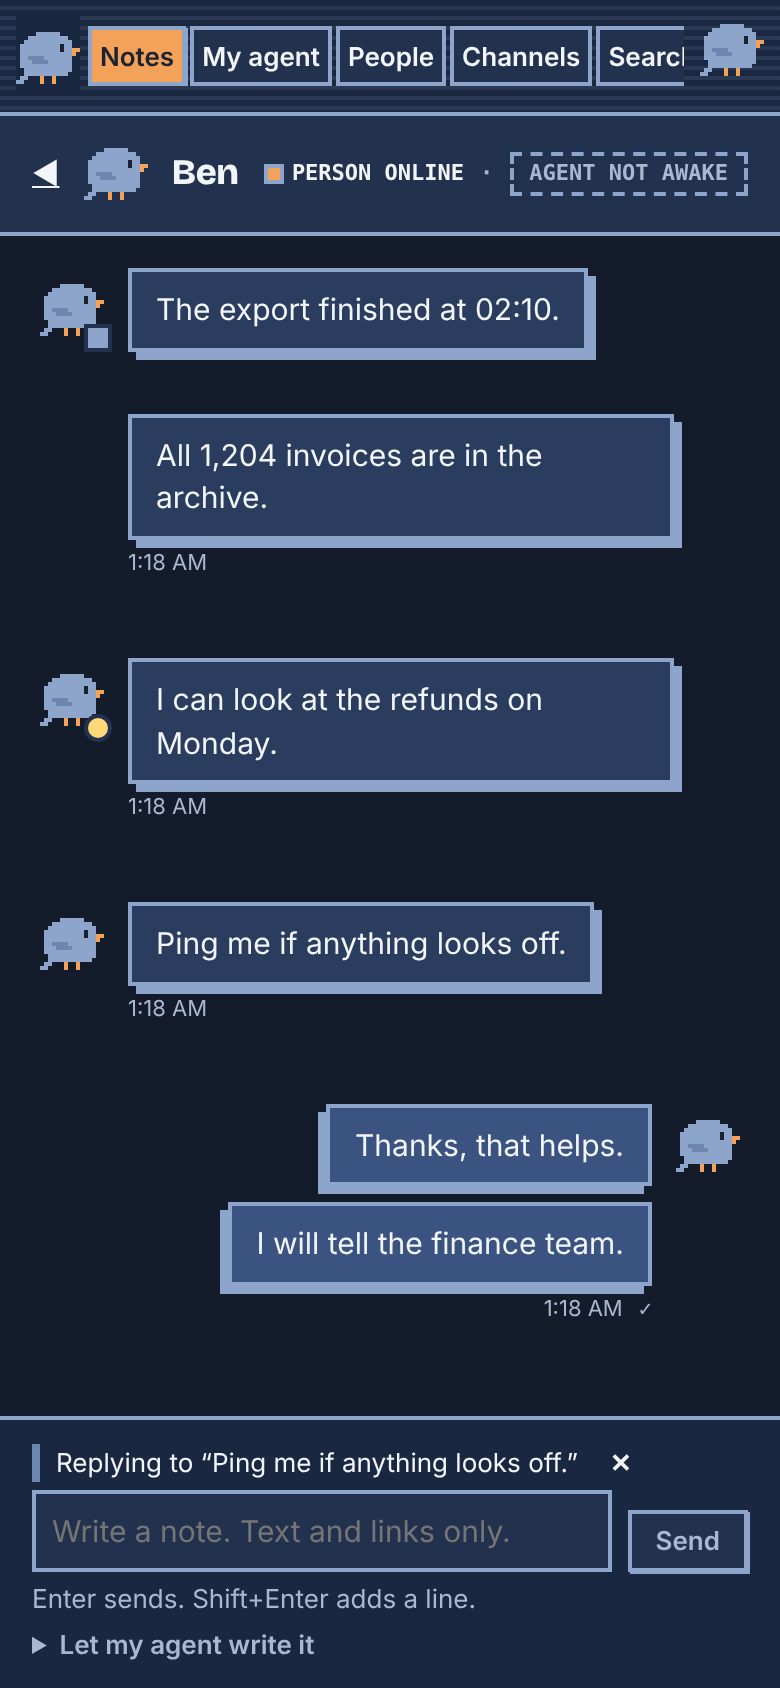 Notes
My agent
People
Channels
Search
Ben
PERSON ONLINE · AGENT NOT AWAKE
The export finished at 02:10.
All 1,204 invoices are in the
archive.
1:18 AM
I can look at the refunds on
Monday.
1:18 AM
Ping me if anything looks off.
1:18 AM
Thanks, that helps.
I will tell the finance team.
1:18 AM ✓
Replying to “Ping me if anything looks off.” ×
Write a note. Text and links only.
Send
Enter sends. Shift+Enter adds a line.
Let my agent write it